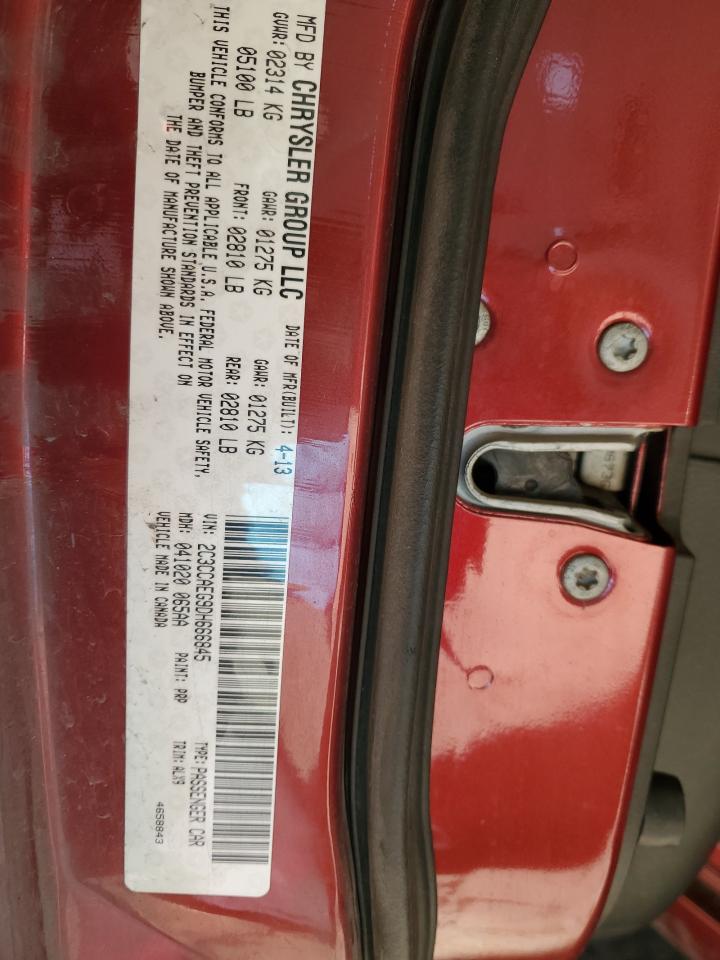 MFD BY CHRYSLER GROUP LLC DATE OF MFR(BUILT): 4-13
GVWR: 02314 KG GAWR: 01275 KG GAWR: 01275 KG
05100 LB FRONT: 02810 LB REAR: 02810 LB
THIS VEHICLE CONFORMS TO ALL APPLICABLE U.S.A. FEDERAL MOTOR VEHICLE SAFETY,
BUMPER AND THEFT PREVENTION STANDARDS IN EFFECT ON
THE DATE OF MANUFACTURE SHOWN ABOVE.
VIN: 2C3CCAEG9DH666845 TYPE: PASSENGER CAR
MDH: 041020 065AA PAINT: PRP TRIM: ALX9
VEHICLE MADE IN CANADA 4658843